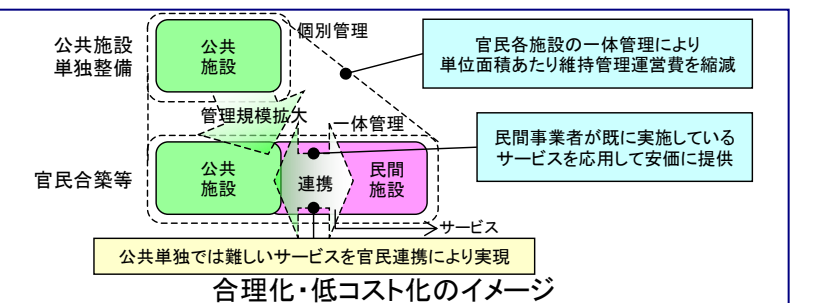 公共施設
単独整備
公共
施設
個別管理
官民各施設の一体管理により
単位面積あたり維持管理運営費を縮減
管理規模拡大
一体管理
民間事業者が既に実施している
サービスを応用して安価に提供
官民合築等
公共
施設
連携
民間
施設
サービス
公共単独では難しいサービスを官民連携により実現
合理化・低コスト化のイメージ